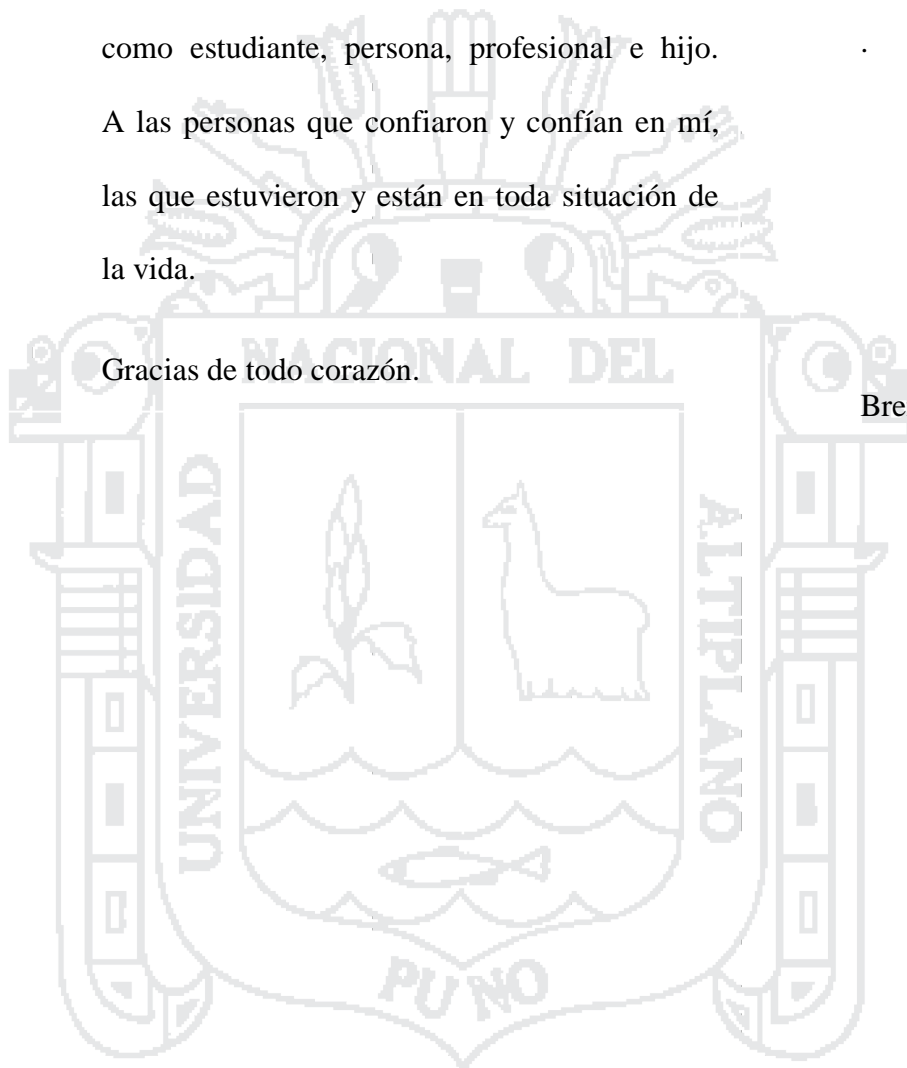 como estudiante, persona, profesional e hijo.
A las personas que confiaron y confían en mí,
las que estuvieron y están en toda situación de
la vida.
Gracias de todo corazón.
.
Bre
NACIONAL DEL
UNIVERSIDAD
ALTIPLANO
PUNO